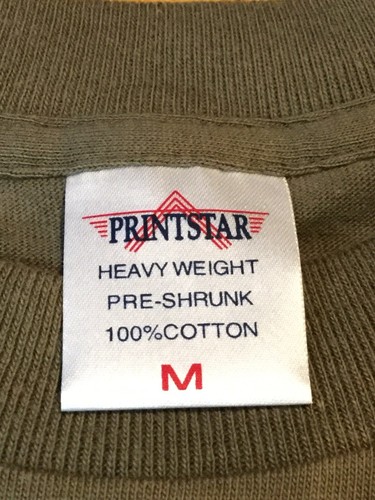 PRINTSTAR
HEAVY WEIGHT
PRE-SHRUNK
100%COTTON
M